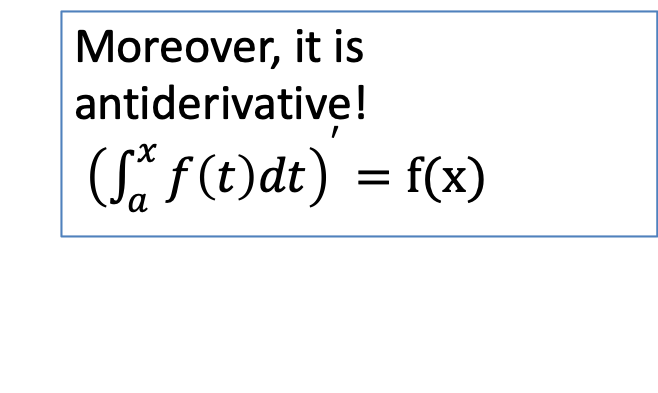 Moreover, it is
antiderivative!
(∫ₐˣ f(t)dt)′ = f(x)